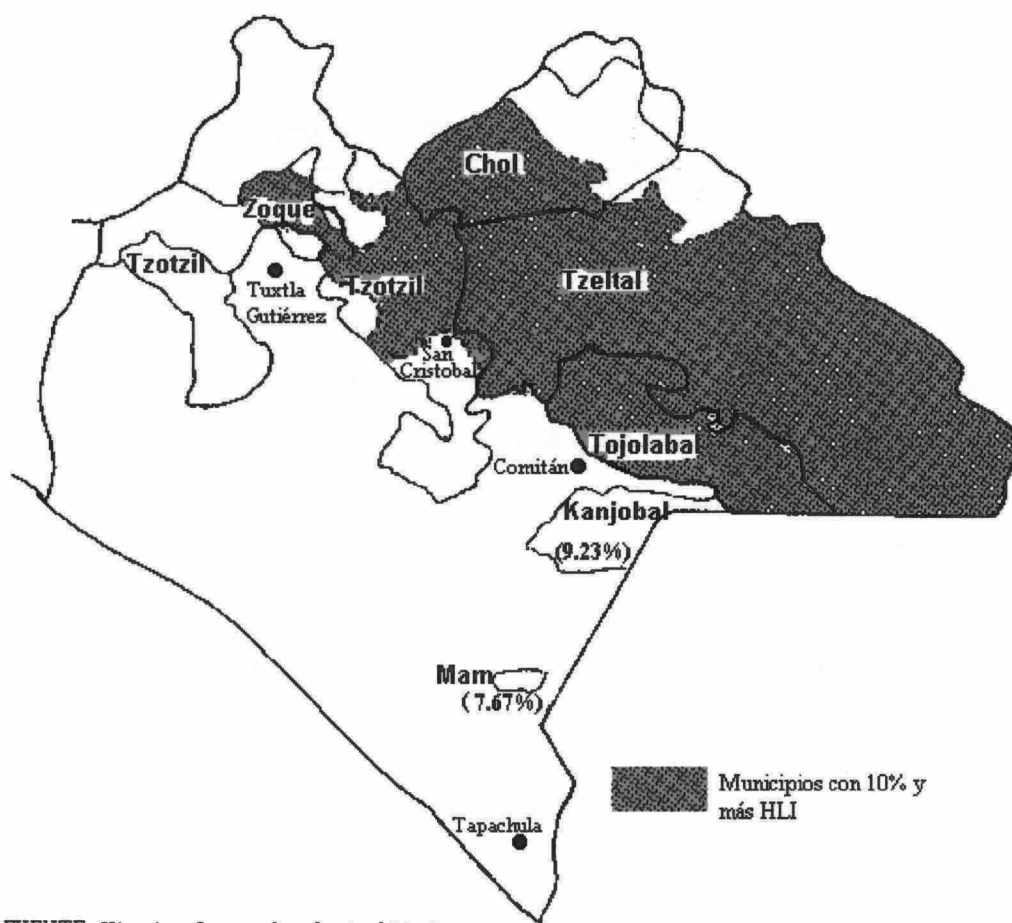 Chol
Zoque
Tzotzil
Tzotzil
Tzeltal
Tuxtla
Gutiérrez
San
Cristobal
Tojolaba
Comitán
Kanjobal
(9.23%)
Mam
(7.67%)
Municipios con 10% y
más HLI
Tapachula
FUENTE